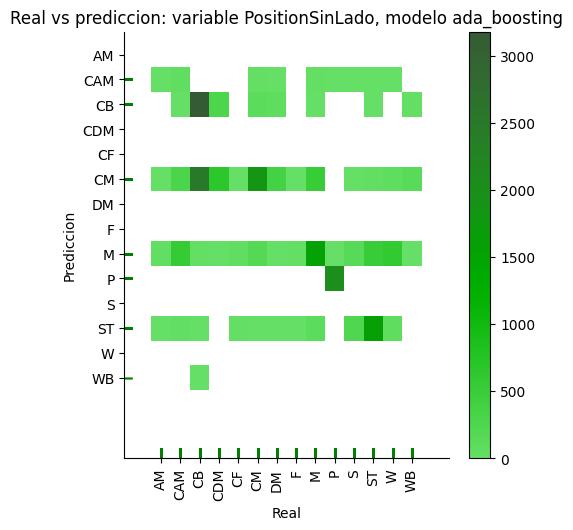 Real vs prediccion: variable PositionSinLado, modelo ada_boosting
AM
CAM
CB
CDM
CF
CM
DM
F
M
P
S
ST
W
WB
Prediccion
AM
CAM
CB
CDM
CF
CM
DM
F
M
P
S
ST
W
WB
Real
3000
2500
2000
1500
1000
500
0